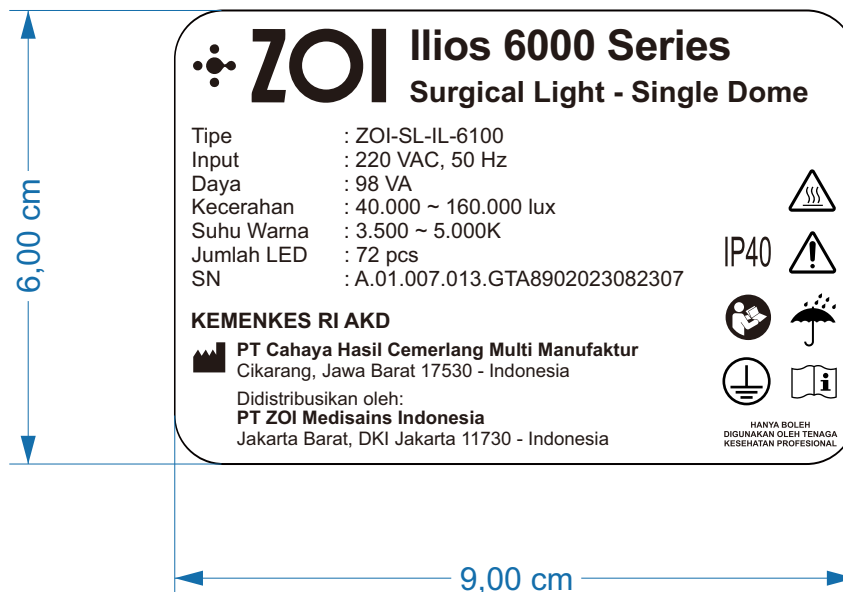 ZOI
Ilios 6000 Series
Surgical Light - Single Dome
Tipe : ZOI-SL-IL-6100
Input : 220 VAC, 50 Hz
Daya : 98 VA
Kecerahan : 40.000 ~ 160.000 lux
Suhu Warna : 3.500 ~ 5.000K
Jumlah LED : 72 pcs
SN : A.01.007.013.GTA8902023082307
IP40
KEMENKES RI AKD
PT Cahaya Hasil Cemerlang Multi Manufaktur
Cikarang, Jawa Barat 17530 - Indonesia
Didistribusikan oleh:
PT ZOI Medisains Indonesia
Jakarta Barat, DKI Jakarta 11730 - Indonesia
HANYA BOLEH
DIGUNAKAN OLEH TENAGA
KESEHATAN PROFESIONAL
6,00 cm
9,00 cm